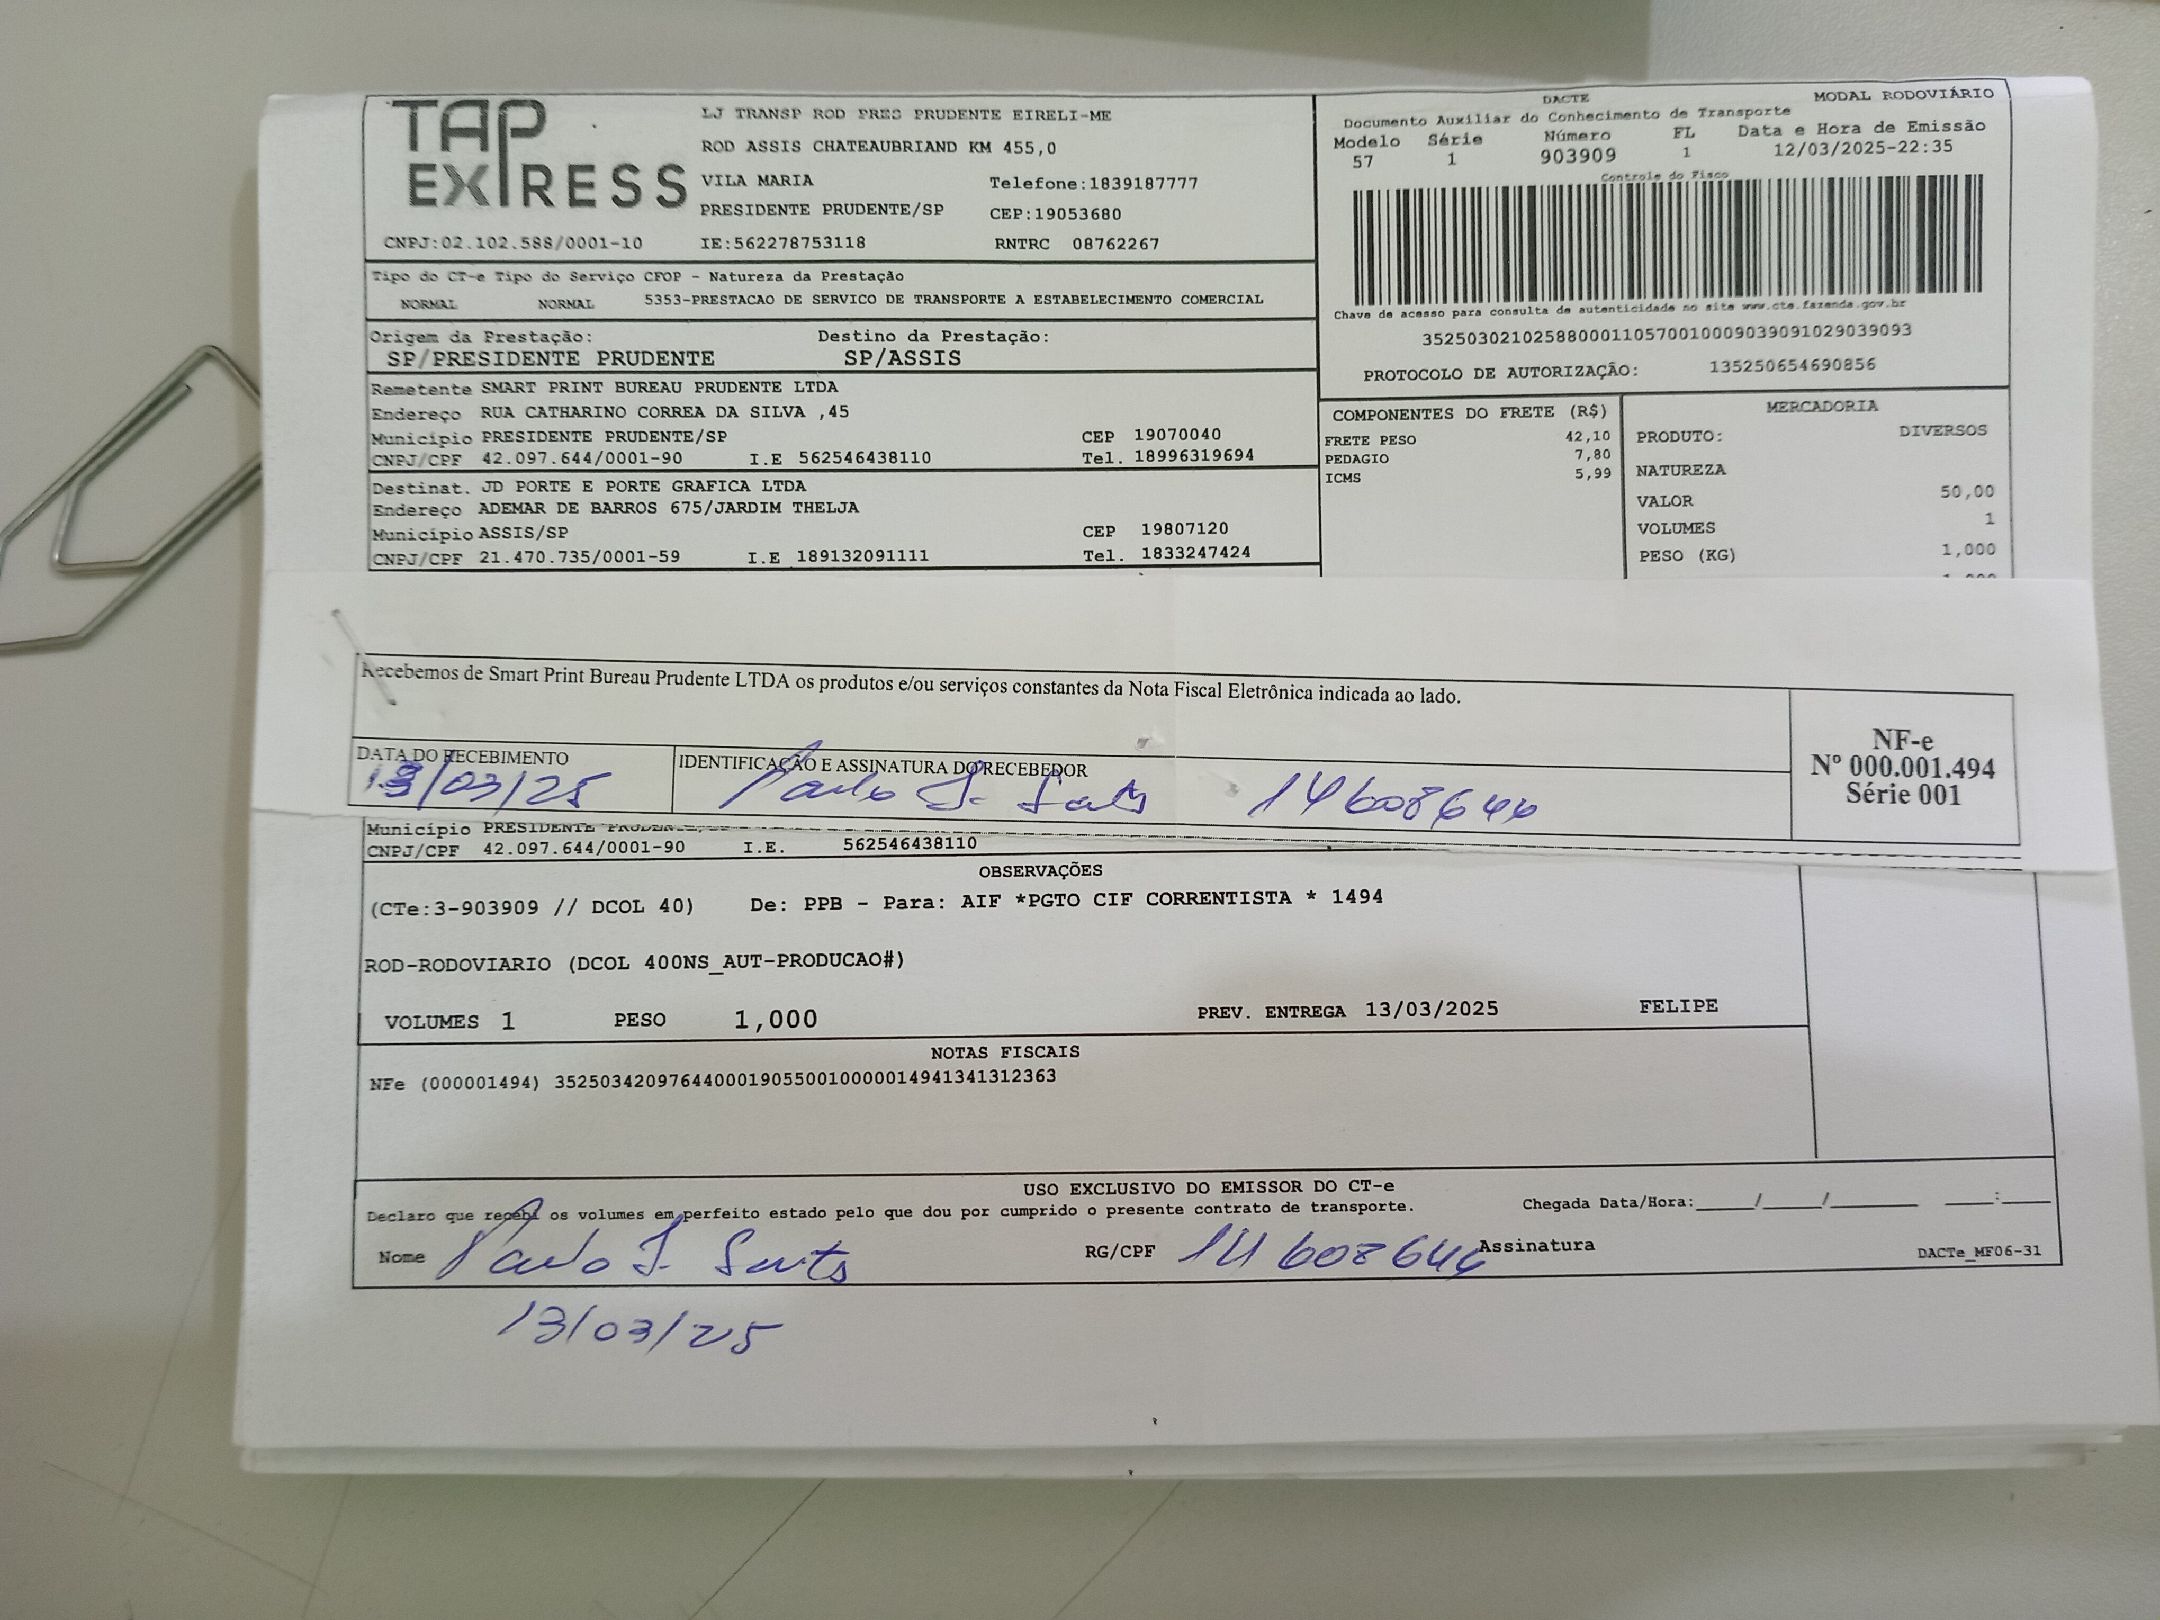 TAP EXPRESS
LJ TRANSP ROD PRES PRUDENTE EIRELI-ME
ROD ASSIS CHATEAUBRIAND KM 455,0
VILA MARIA Telefone:1839187777
PRESIDENTE PRUDENTE/SP CEP:19053680
CNPJ:02.102.588/0001-10 IE:562278753118 RNTRC 08762267
DACTE MODAL RODOVIÁRIO
Documento Auxiliar do Conhecimento de Transporte
Modelo Série Número FL Data e Hora de Emissão
57 1 903909 1 12/03/2025-22:35
Controle do Fisco
Chave de acesso para consulta de autenticidade no site www.cte.fazenda.gov.br
35250302102588000110570010009039091029039093
PROTOCOLO DE AUTORIZAÇÃO: 135250654690856
Tipo do CT-e Tipo do Serviço CFOP - Natureza da Prestação
NORMAL NORMAL 5353-PRESTACAO DE SERVICO DE TRANSPORTE A ESTABELECIMENTO COMERCIAL
Origem da Prestação: Destino da Prestação:
SP/PRESIDENTE PRUDENTE SP/ASSIS
Remetente SMART PRINT BUREAU PRUDENTE LTDA
Endereço RUA CATHARINO CORREA DA SILVA ,45
Município PRESIDENTE PRUDENTE/SP CEP 19070040
CNPJ/CPF 42.097.644/0001-90 I.E 562546438110 Tel. 18996319694
Destinat. JD PORTE E PORTE GRAFICA LTDA
Endereço ADEMAR DE BARROS 675/JARDIM THELJA
Município ASSIS/SP CEP 19807120
CNPJ/CPF 21.470.735/0001-59 I.E 189132091111 Tel. 1833247424
COMPONENTES DO FRETE (R$)
FRETE PESO 42,10
PEDAGIO 7,80
ICMS 5,99
MERCADORIA
PRODUTO: DIVERSOS
NATUREZA
VALOR 50,00
VOLUMES 1
PESO (KG) 1,000
Recebemos de Smart Print Bureau Prudente LTDA os produtos e/ou serviços constantes da Nota Fiscal Eletrônica indicada ao lado.
DATA DO RECEBIMENTO IDENTIFICAÇÃO E ASSINATURA DO RECEBEDOR
13/03/25 Paulo S. Santos 14608644
NF-e
Nº 000.001.494
Série 001
Município PRESIDENTE PRUDENTE/SP
CNPJ/CPF 42.097.644/0001-90 I.E. 562546438110
OBSERVAÇÕES
(CTe:3-903909 // DCOL 40) De: PPB - Para: AIF *PGTO CIF CORRENTISTA * 1494
ROD-RODOVIARIO (DCOL 400NS_AUT-PRODUCAO#)
VOLUMES 1 PESO 1,000 PREV. ENTREGA 13/03/2025 FELIPE
NOTAS FISCAIS
NFe (000001494) 35250342097644000190550010000014941341312363
USO EXCLUSIVO DO EMISSOR DO CT-e
Declaro que recebi os volumes em perfeito estado pelo que dou por cumprido o presente contrato de transporte. Chegada Data/Hora:_____/_____/________ ____:____
Nome Paulo S. Santos RG/CPF 14608644 Assinatura DACTe_MF06-31
13/03/25